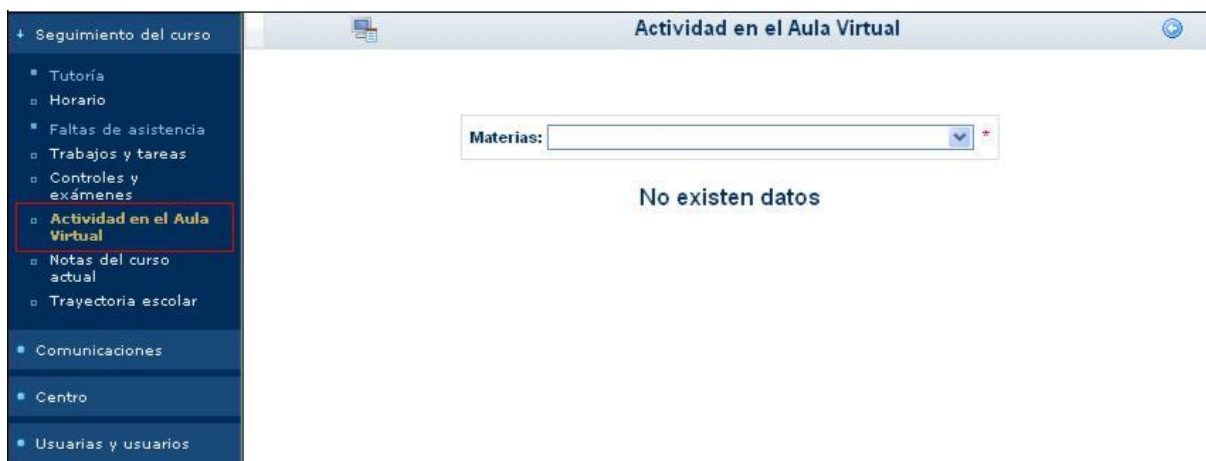 Seguimiento del curso
Tutoría
Horario
Faltas de asistencia
Trabajos y tareas
Controles y
exámenes
Actividad en el Aula
Virtual
Notas del curso
actual
Trayectoria escolar
Comunicaciones
Centro
Usuarias y usuarios
Actividad en el Aula Virtual
Materias: *
No existen datos